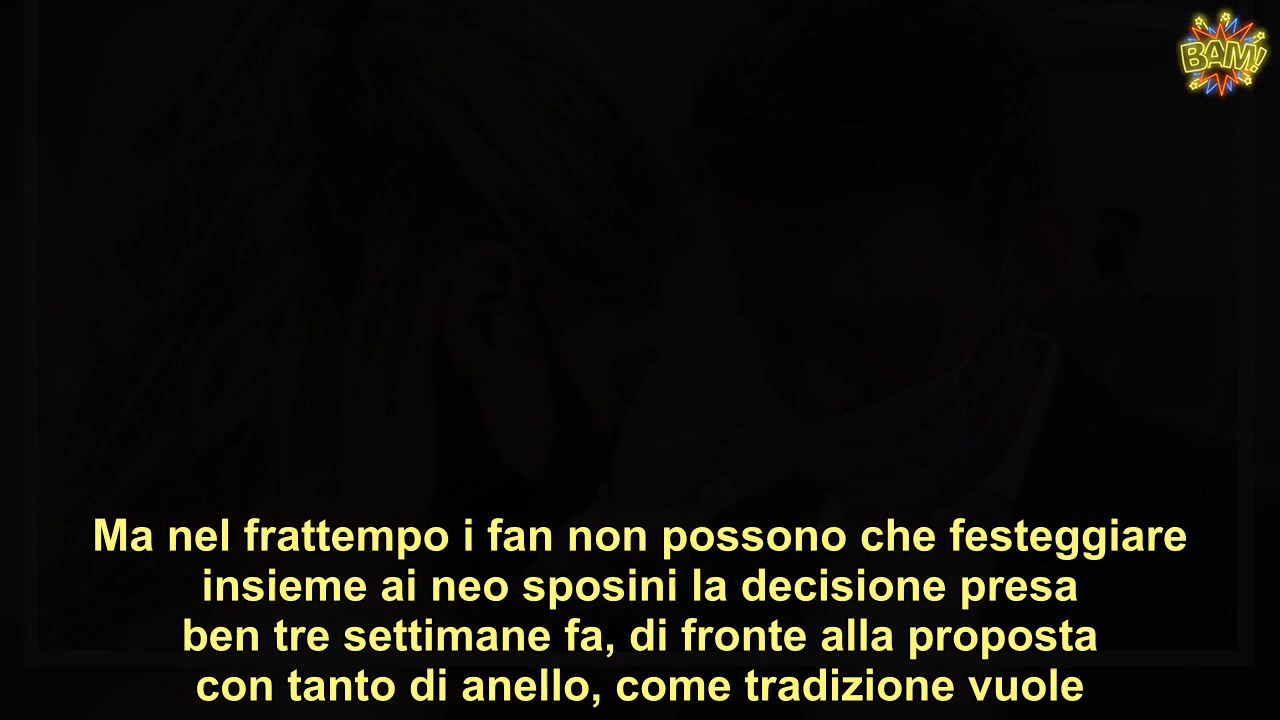 BAM!
Ma nel frattempo i fan non possono che festeggiare
insieme ai neo sposini la decisione presa
ben tre settimane fa, di fronte alla proposta
con tanto di anello, come tradizione vuole